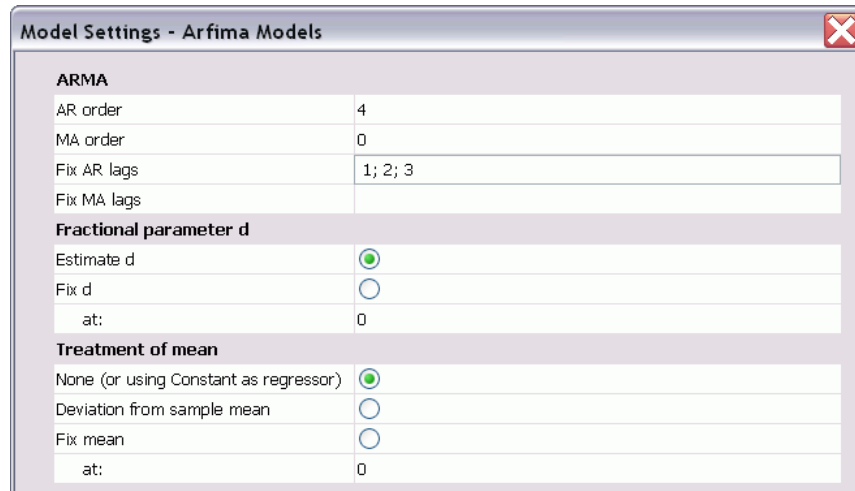 Model Settings - Arfima Models
ARMA
AR order 4
MA order 0
Fix AR lags 1; 2; 3
Fix MA lags
Fractional parameter d
Estimate d
Fix d
at: 0
Treatment of mean
None (or using Constant as regressor)
Deviation from sample mean
Fix mean
at: 0